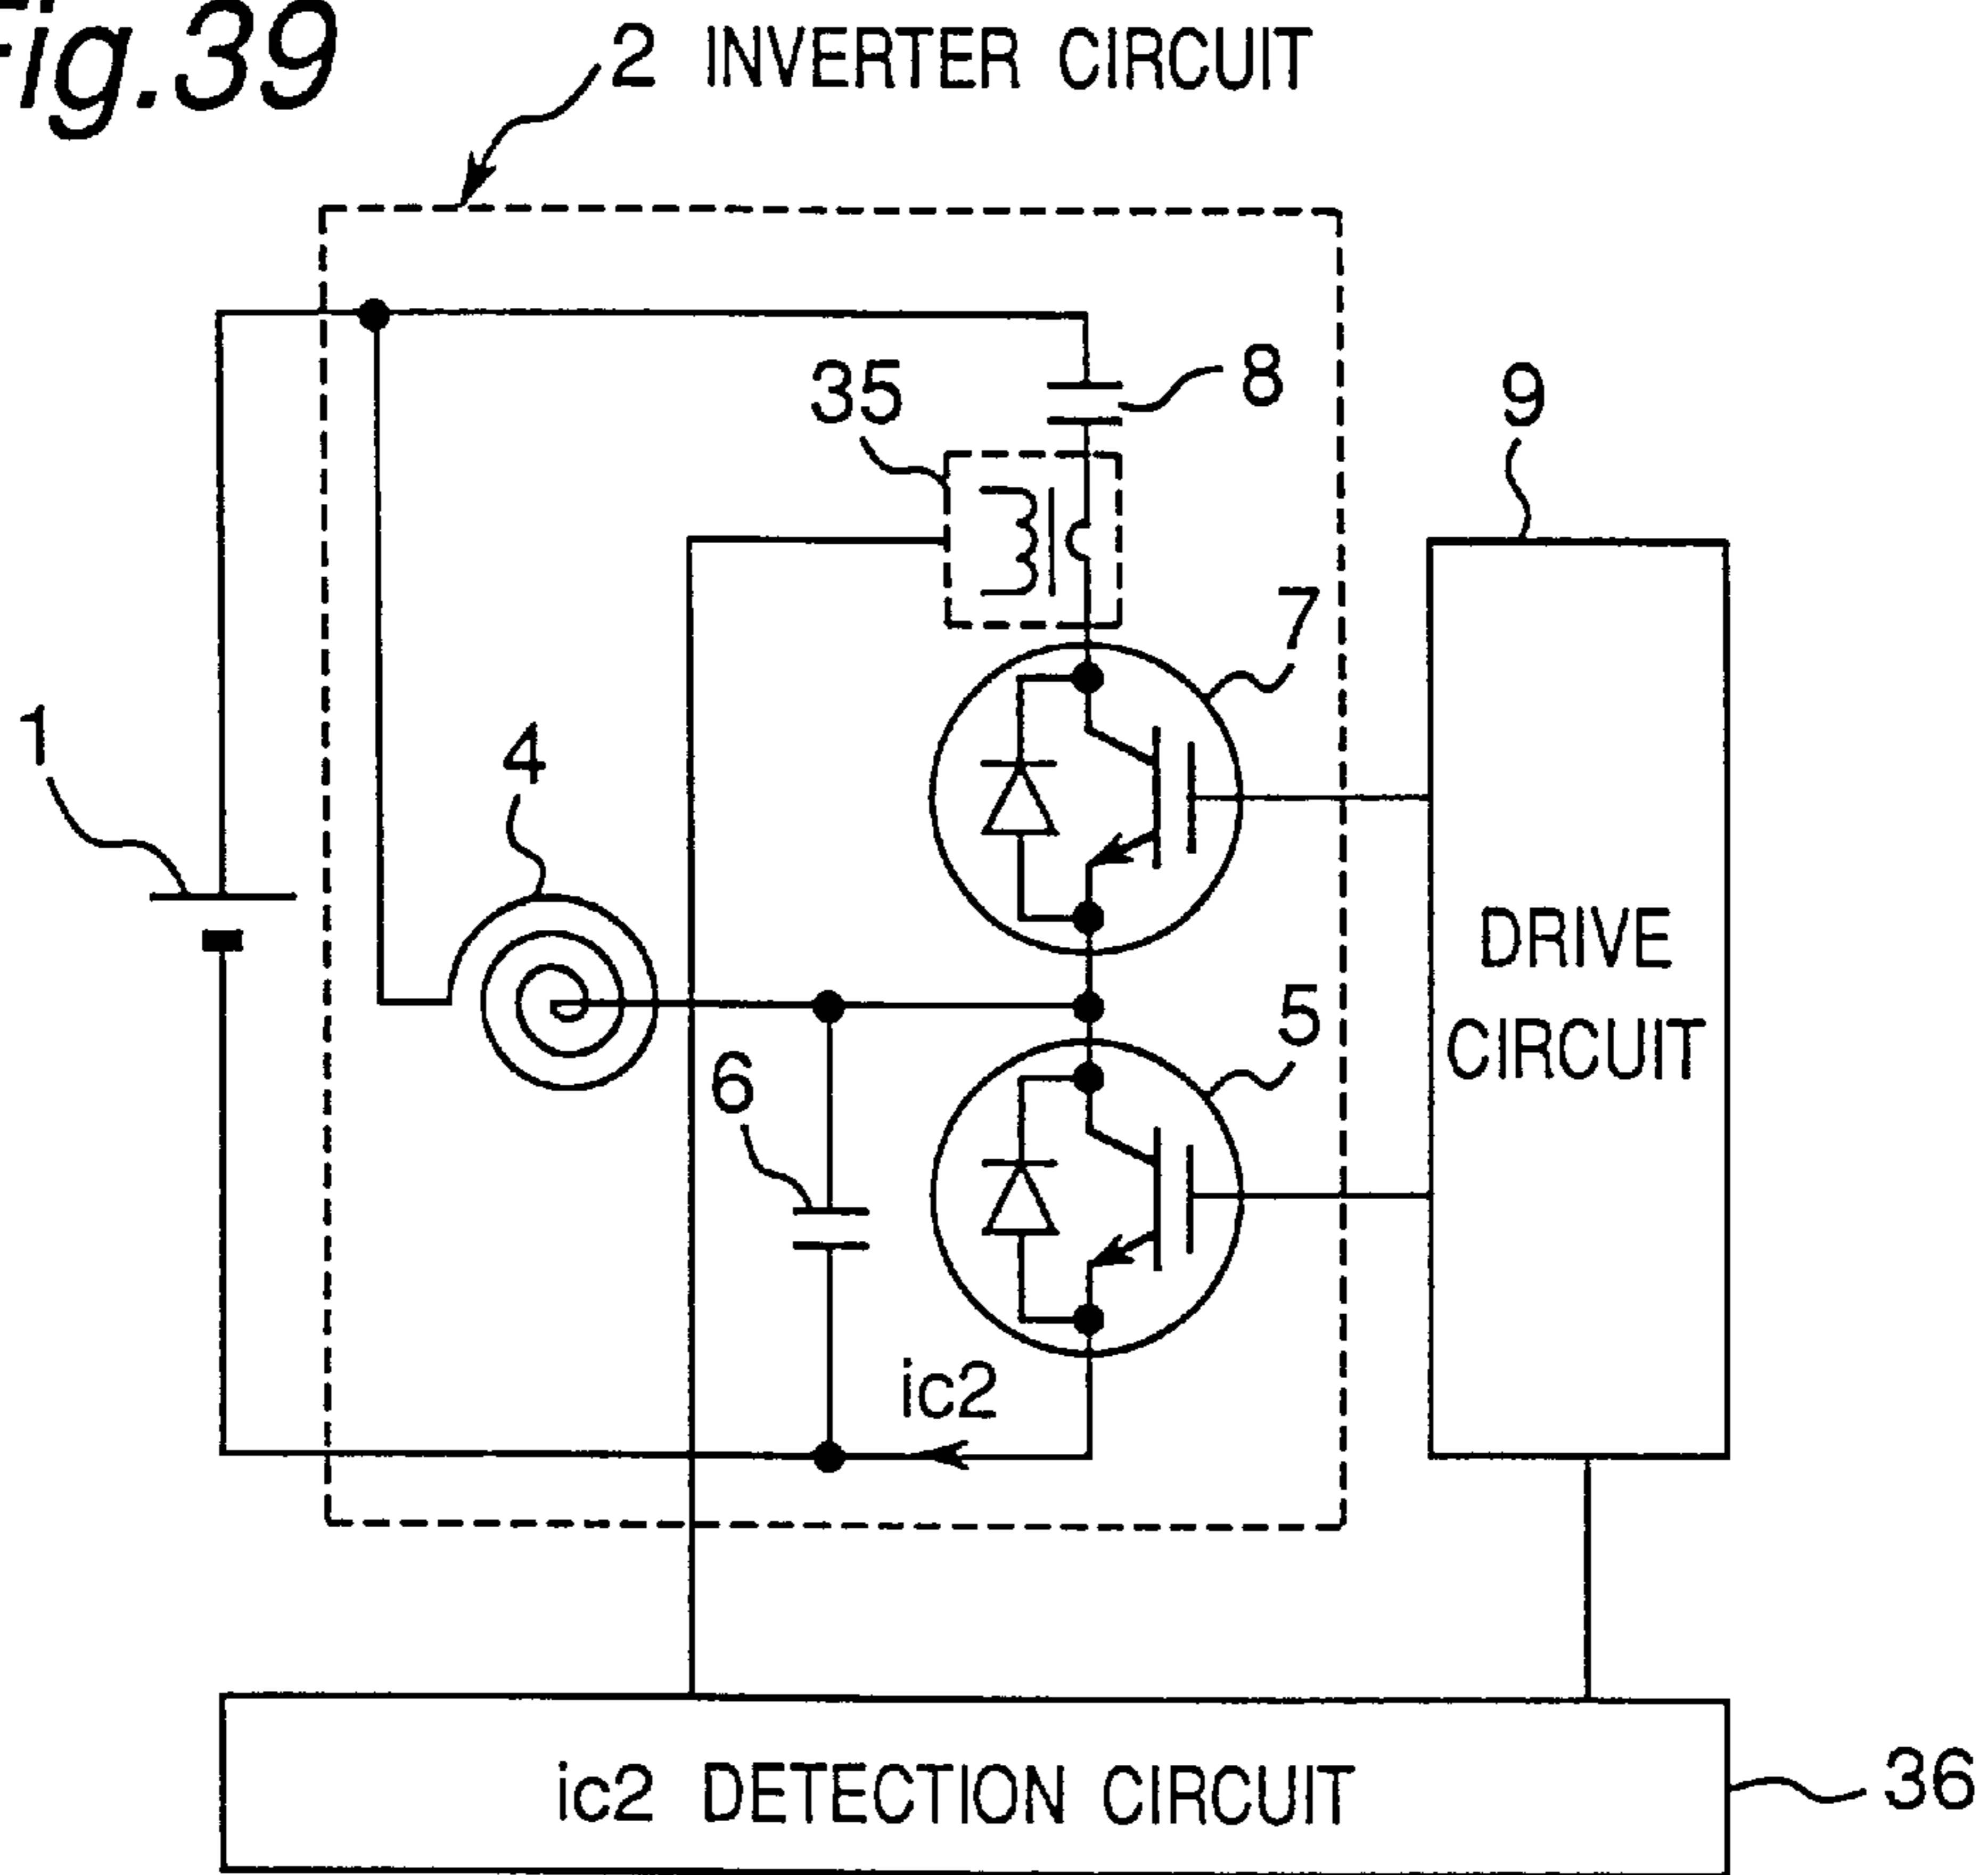 Fig.39
2 INVERTER CIRCUIT
35
8
9
7
1
4
DRIVE
CIRCUIT
5
6
ic2
ic2 DETECTION CIRCUIT
36